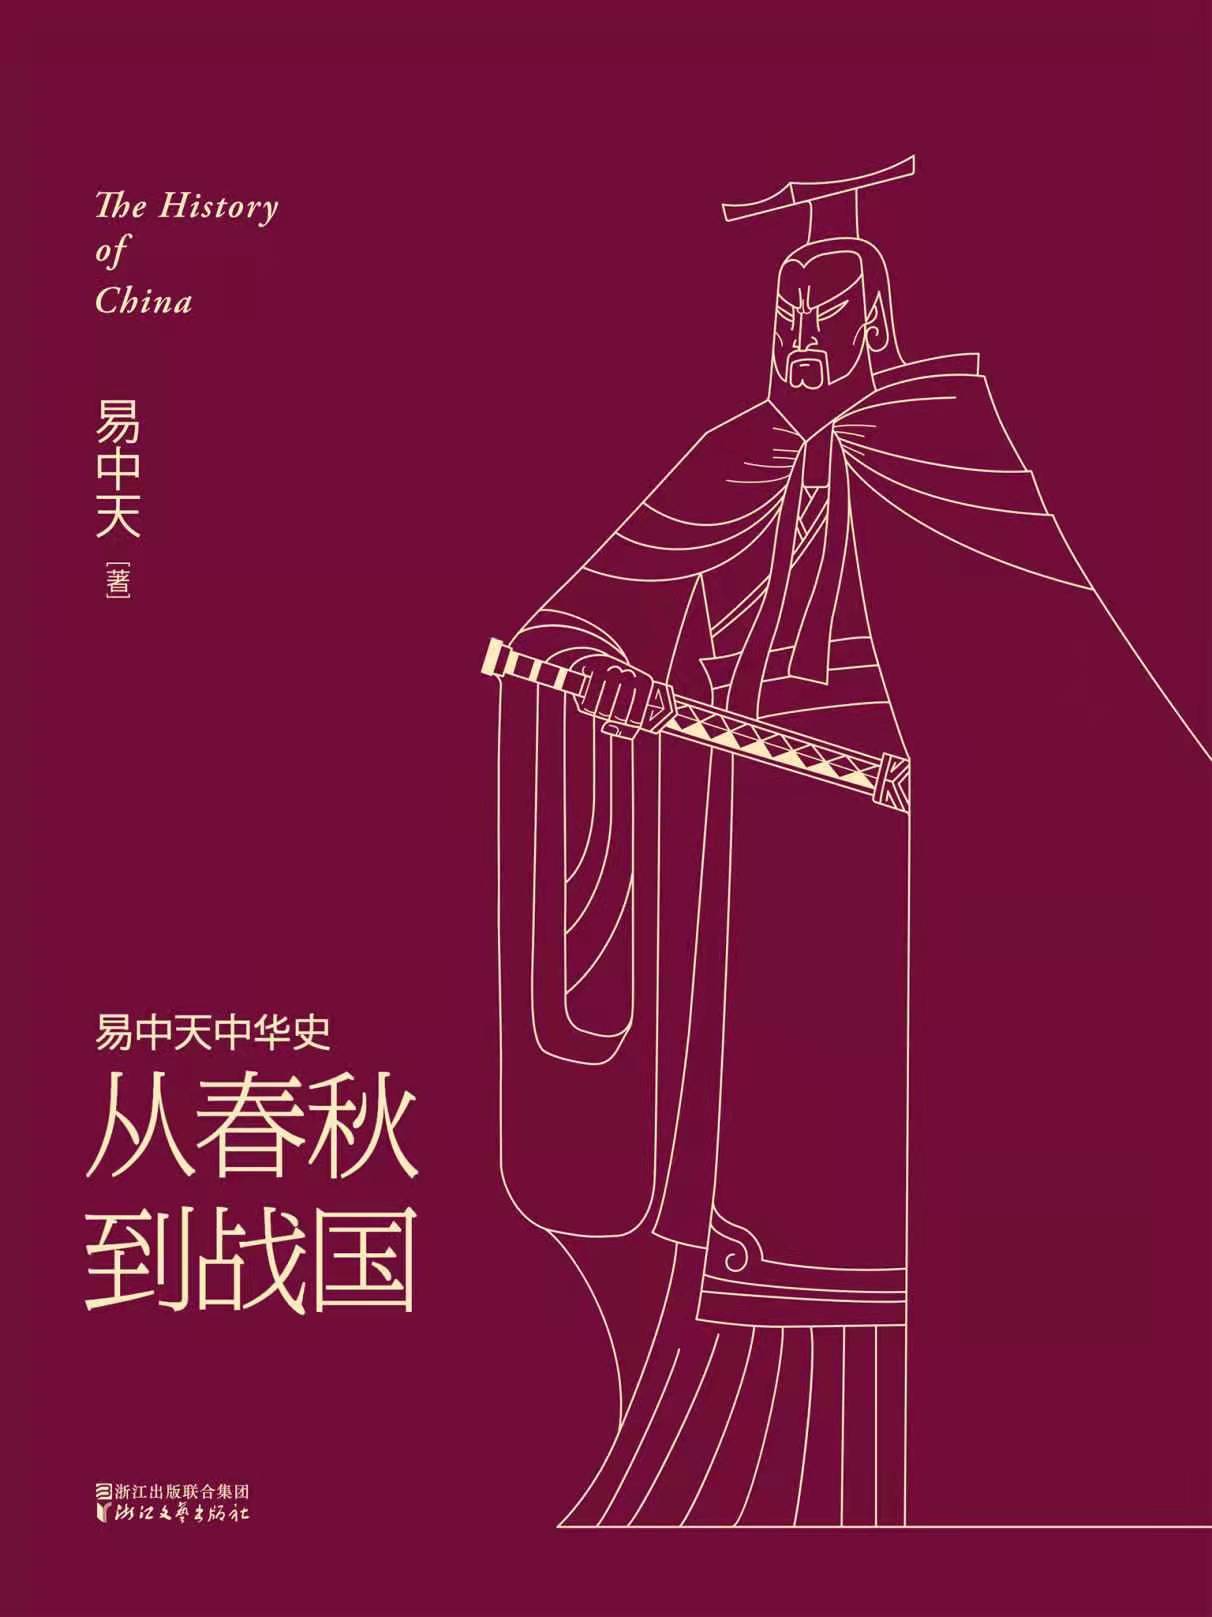 The History
of
China
易中天
[著]
易中天中华史
从春秋
到战国
浙江出版联合集团
浙江文艺出版社